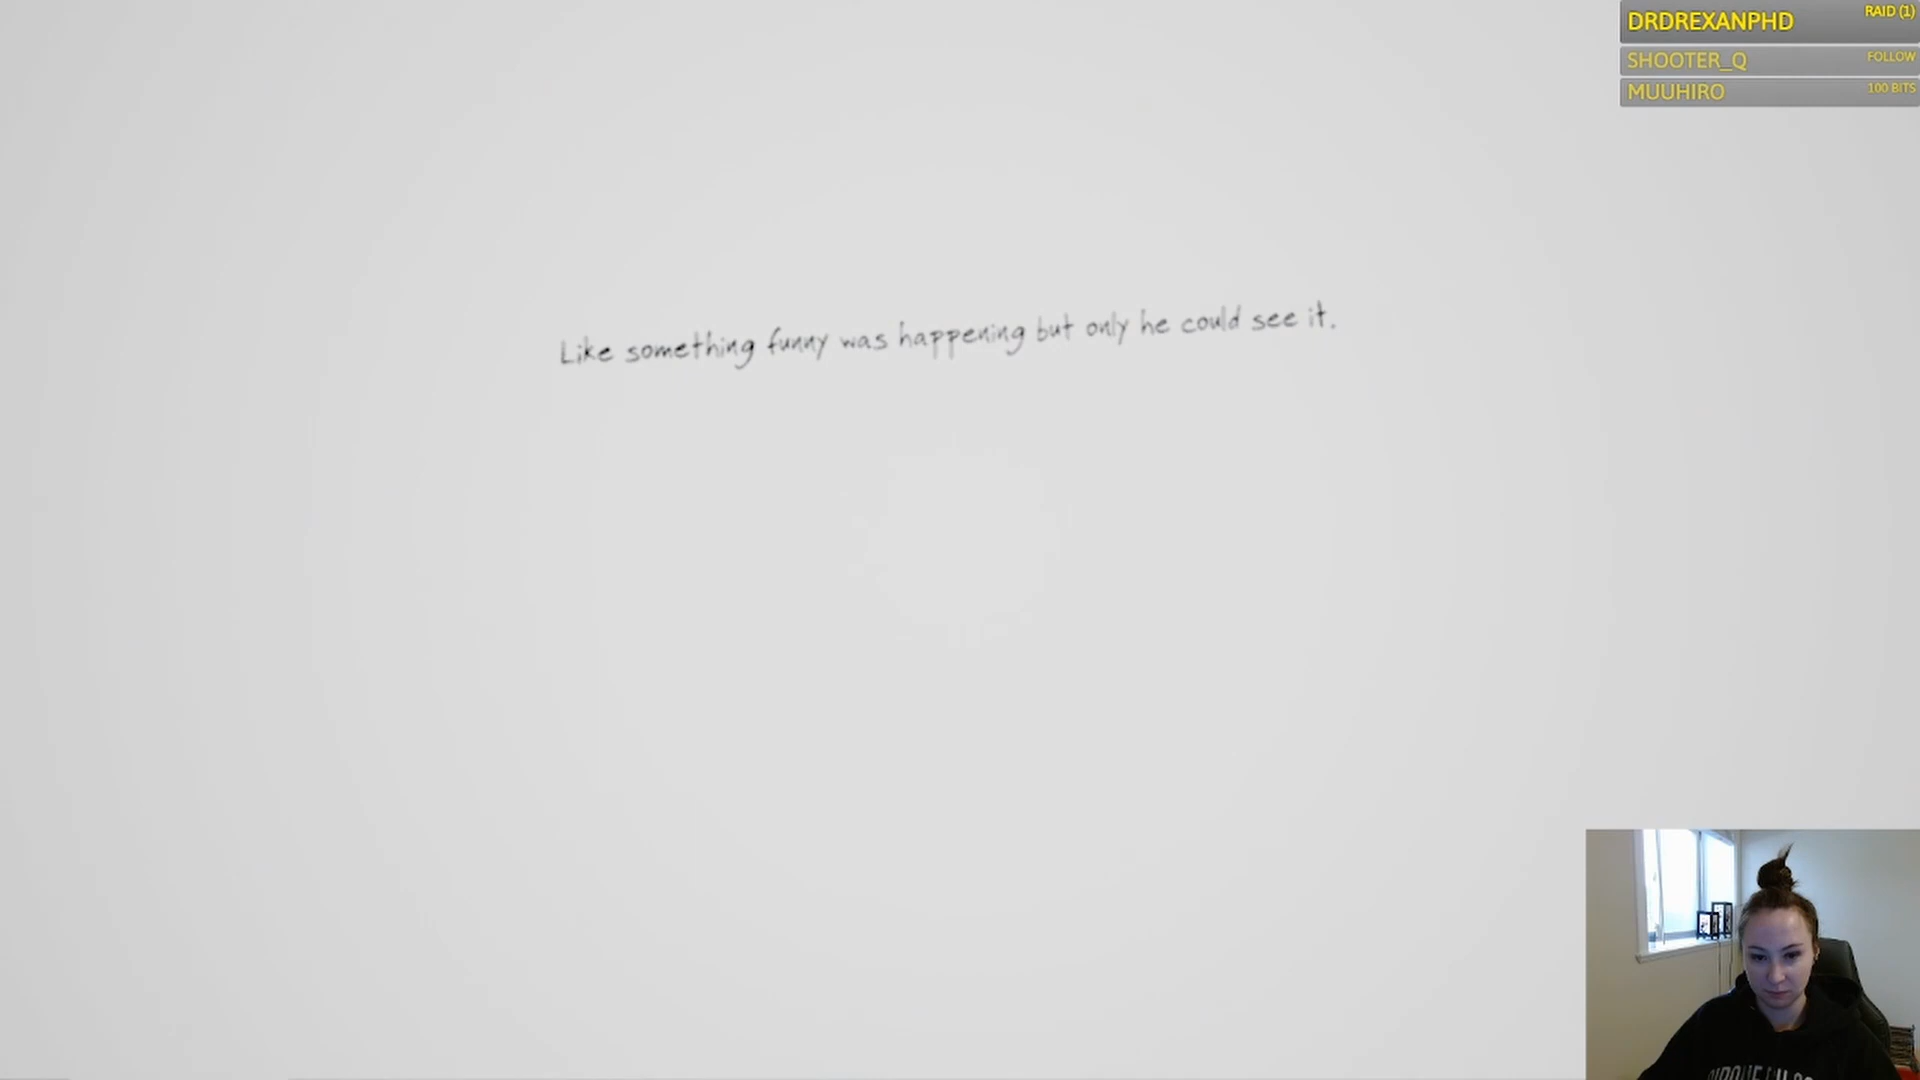 DRDREXANPHD RAID (1)
SHOOTER_Q FOLLOW
MUUHIRO 100 BITS
Like something funny was happening but only he could see it.